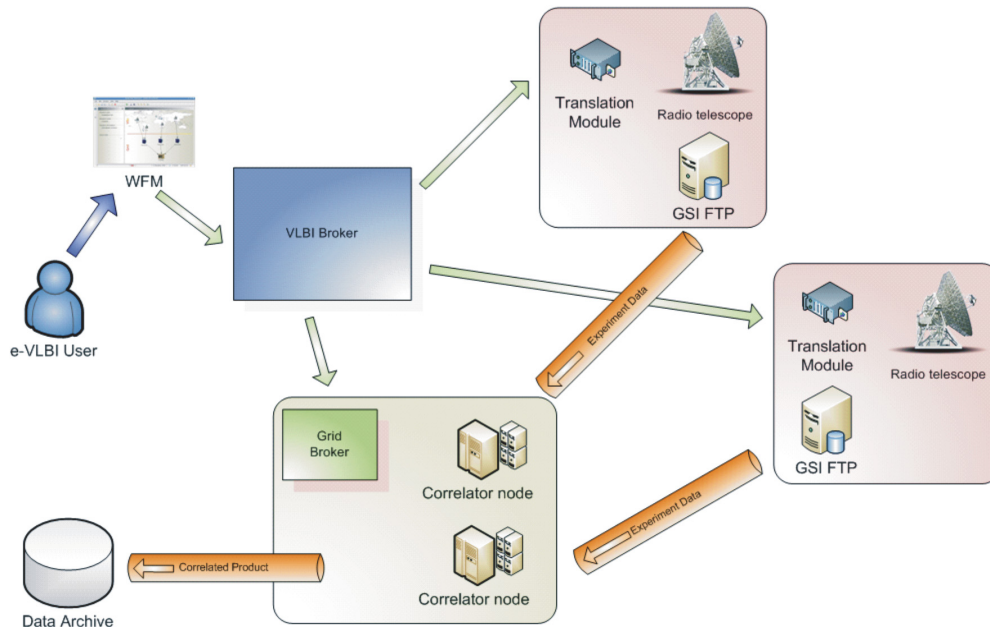 WFM
e-VLBI User
VLBI Broker
Translation
Module
Radio telescope
GSI FTP
Experiment Data
Translation
Module
Radio telescope
GSI FTP
Experiment Data
Grid
Broker
Correlator node
Correlator node
Correlated Product
Data Archive